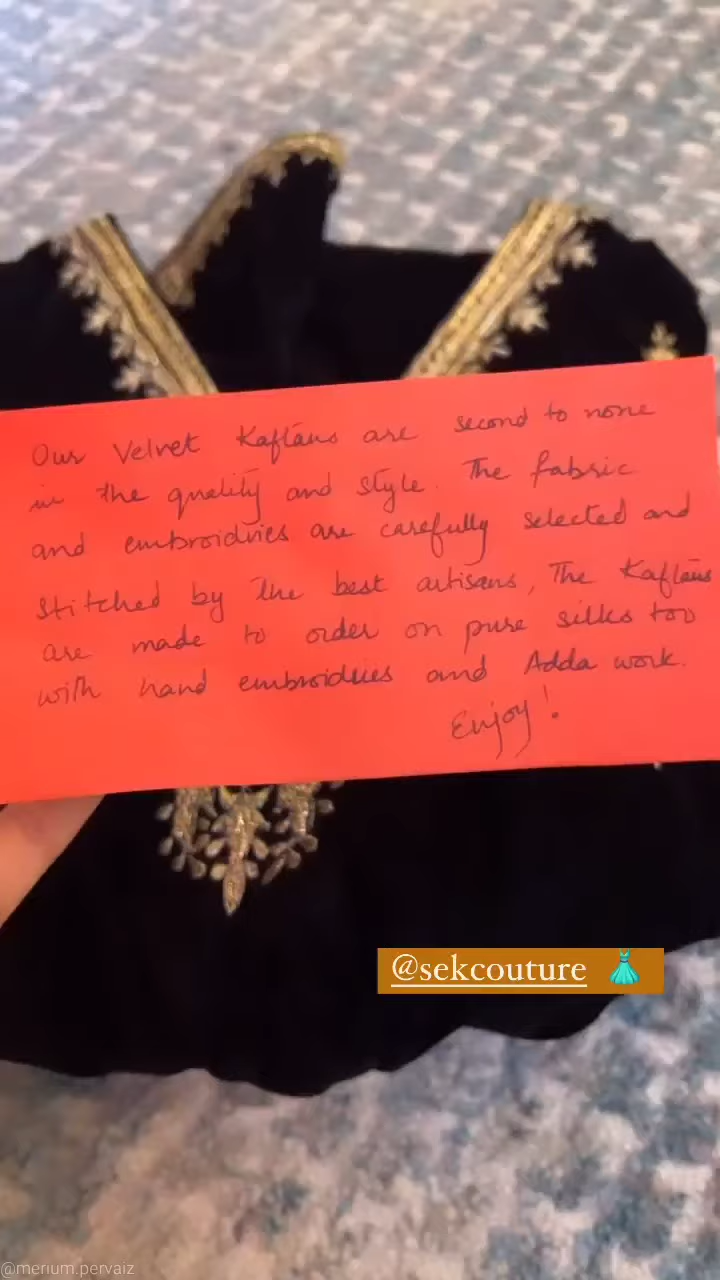 Our Velvet Kaftans are second to none
in the quality and style. The fabric
and embroidries are carefully selected and
stitched by the best artisans, The Kaftans
are made to order on pure silks too
with hand embroidries and Adda work.
Enjoy!
@sekcouture 👗
@merium.pervaiz